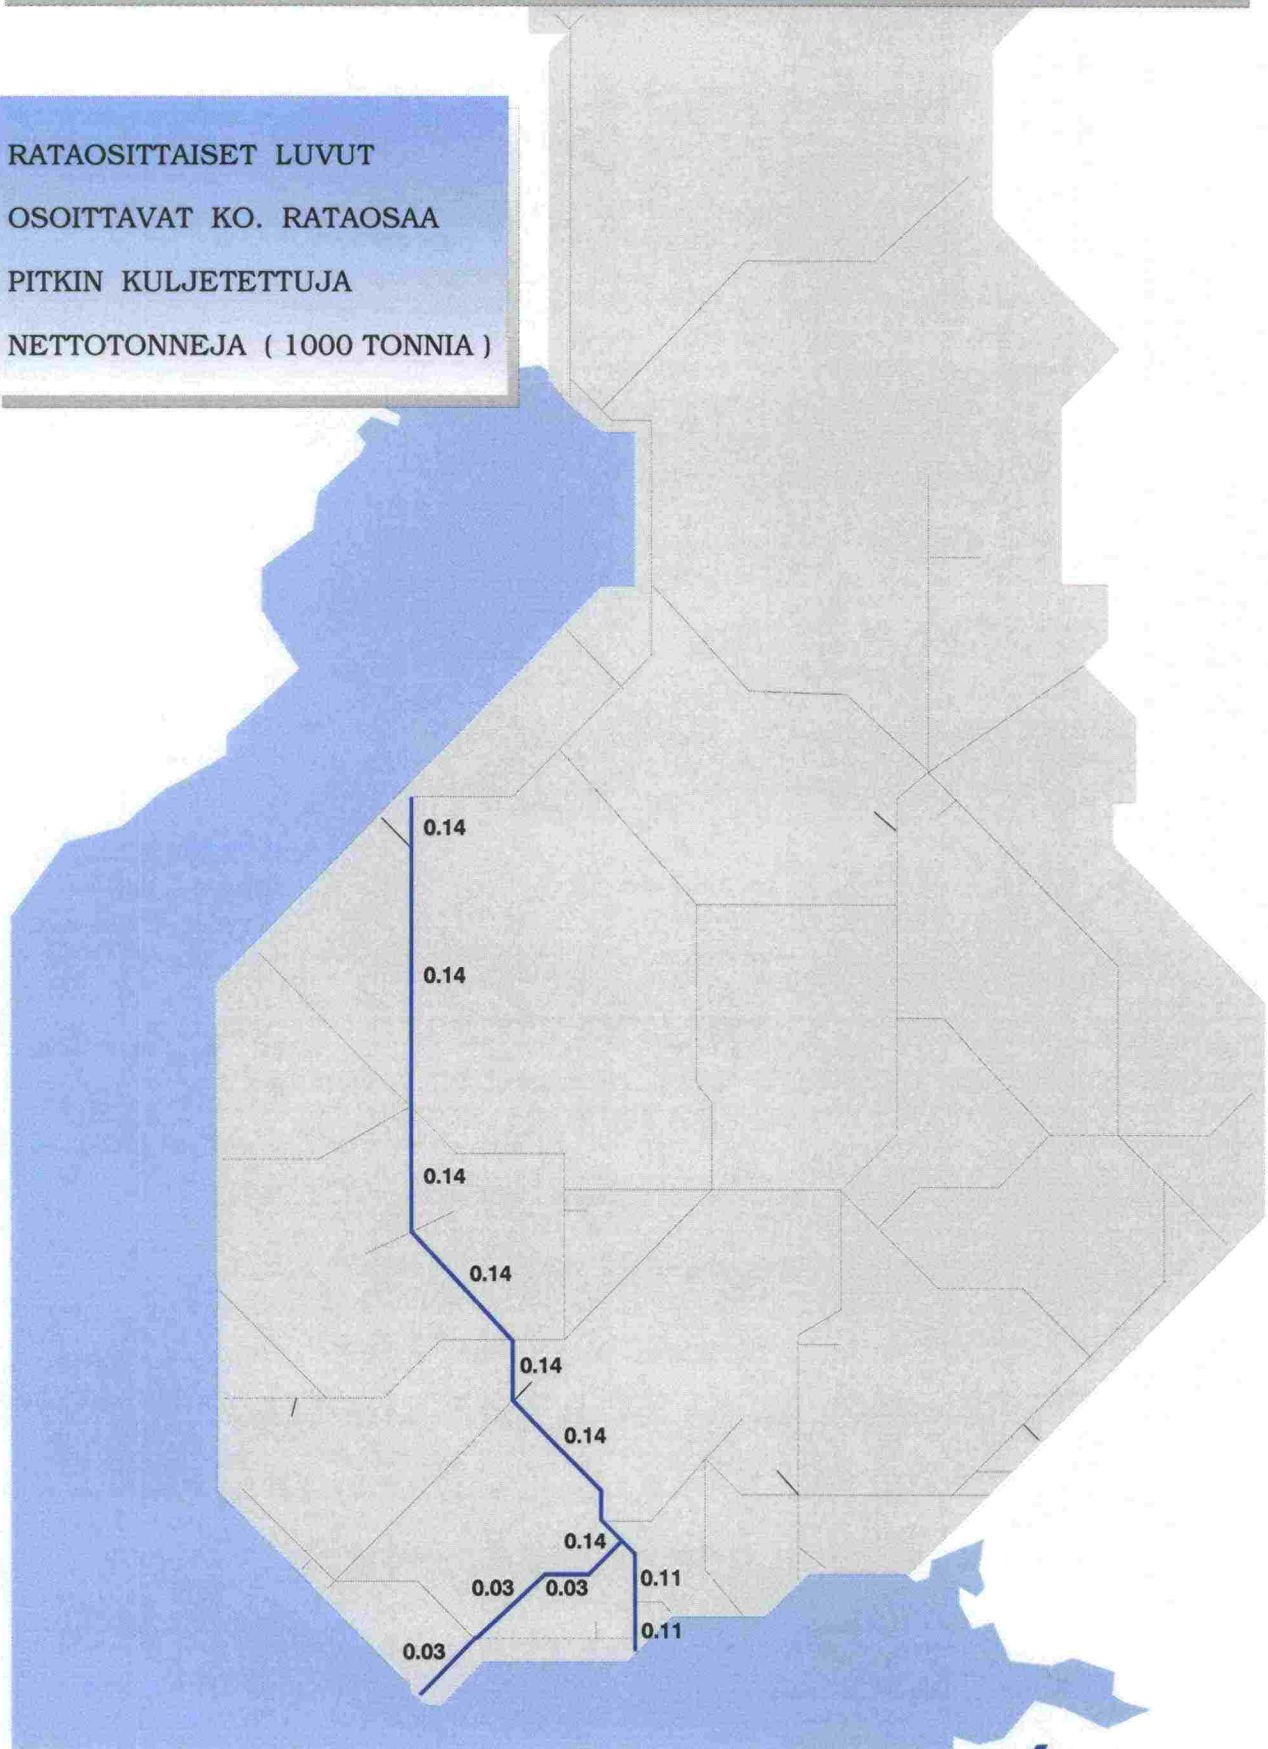 RATAOSITTAISET LUVUT
OSOITTAVAT KO. RATAOSAA
PITKIN KULJETETTUJA
NETTOTONNEJA ( 1000 TONNIA )
0.14
0.14
0.14
0.14
0.14
0.14
0.14
0.03 0.03
0.11
0.11
0.03